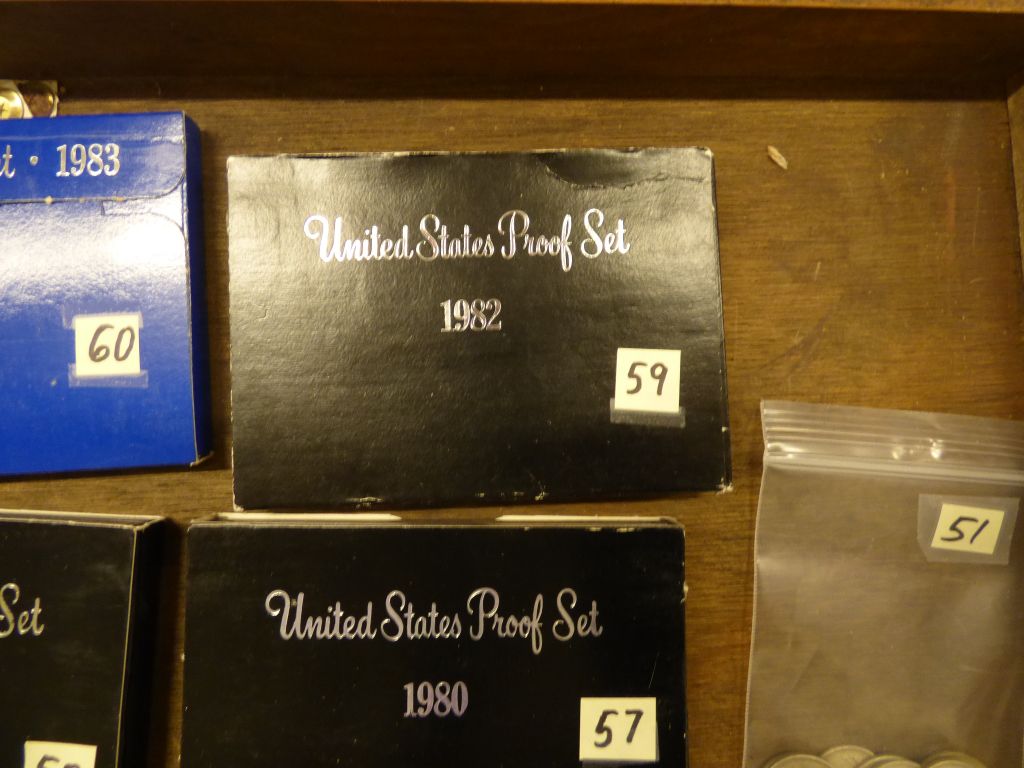 1983
60
United States Proof Set
1982
59
Set
United States Proof Set
1980
57
51